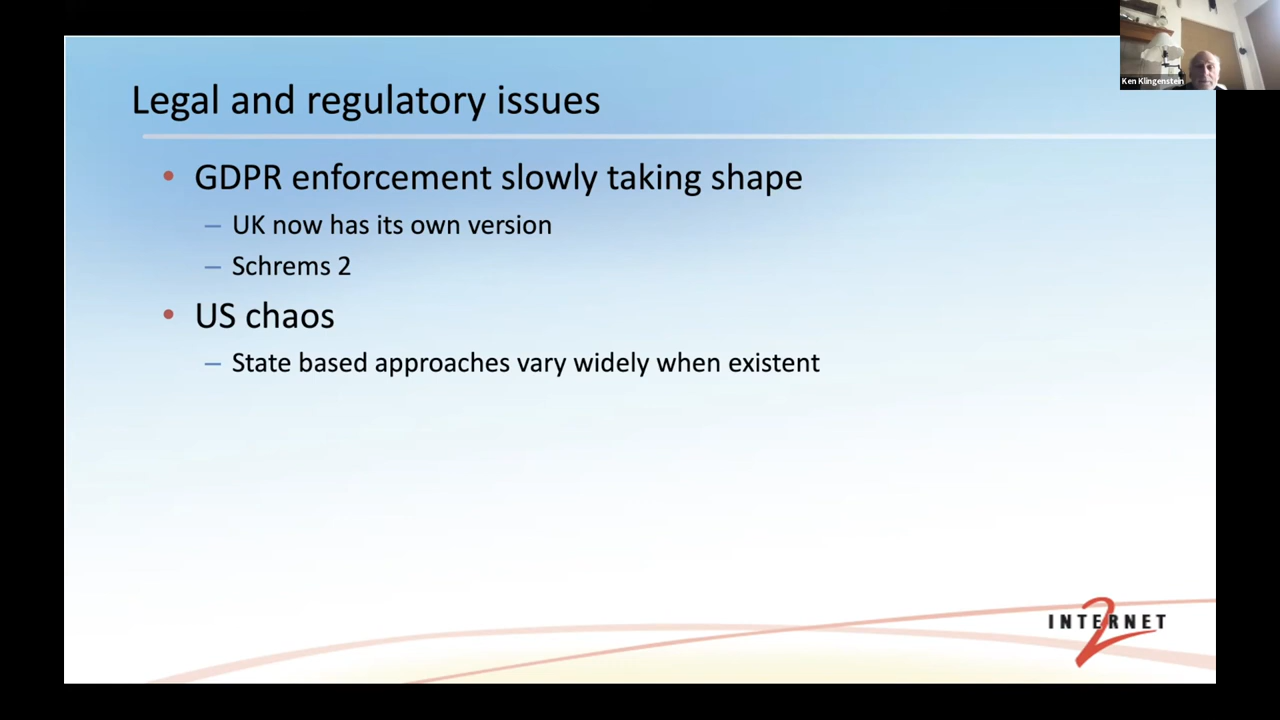 Ken Klingenstein
Legal and regulatory issues
• GDPR enforcement slowly taking shape
– UK now has its own version
– Schrems 2
• US chaos
– State based approaches vary widely when existent
INTERNET
2